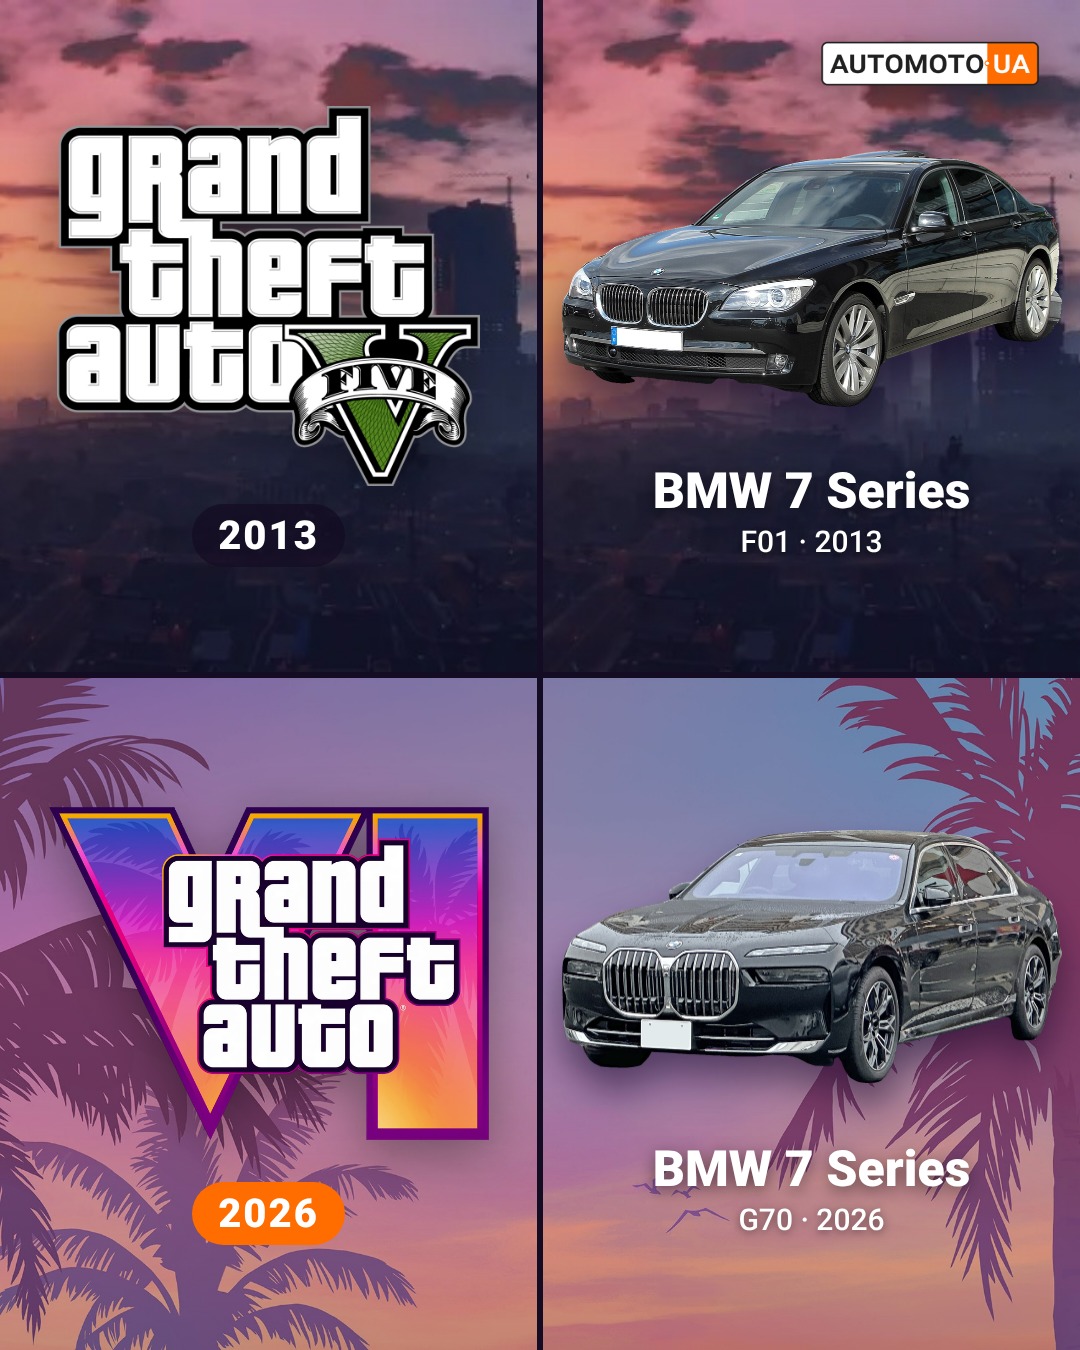 grand
theft
auto
V
FIVE
2013
AUTOMOTO.UA
BMW 7 Series
F01 · 2013
VI
grand
theft
auto
®
2026
BMW 7 Series
G70 · 2026